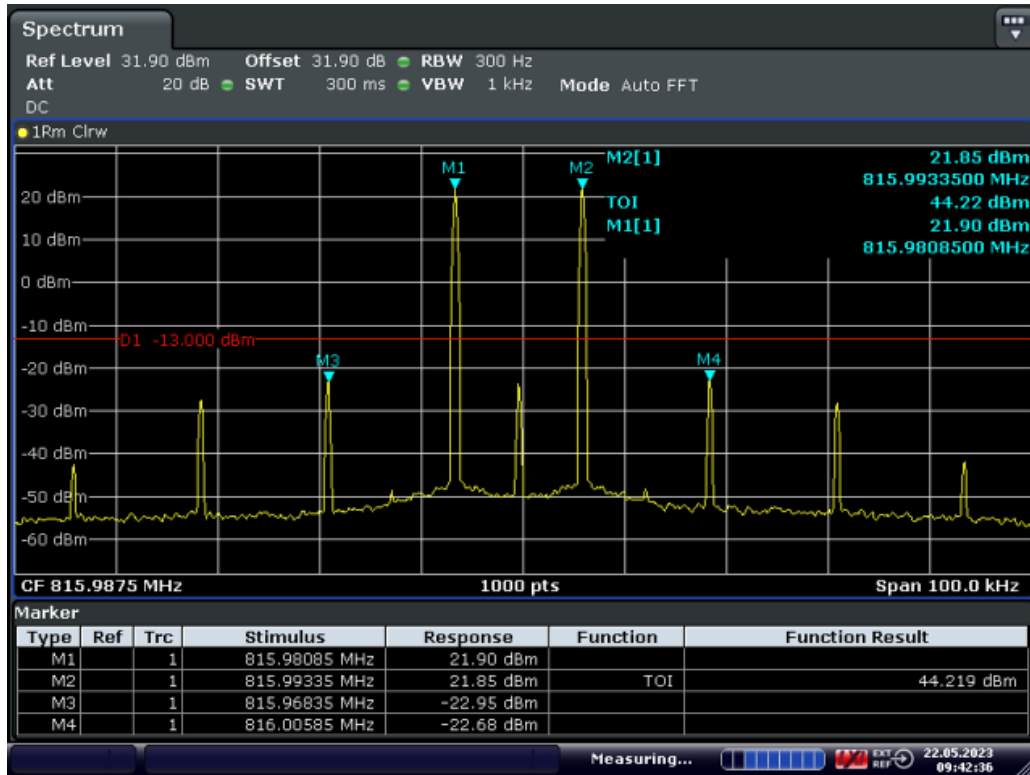 Spectrum
Ref Level 31.90 dBm Offset 31.90 dB RBW 300 Hz
Att 20 dB SWT 300 ms VBW 1 kHz Mode Auto FFT
DC
1Rm Clrw
M1 M2 M2[1] 21.85 dBm
815.9933500 MHz
20 dBm TOI 44.22 dBm
M1[1] 21.90 dBm
10 dBm 815.9808500 MHz
0 dBm
-10 dBm
D1 -13.000 dBm
M3 M4
-20 dBm
-30 dBm
-40 dBm
-50 dBm
-60 dBm
CF 815.9875 MHz 1000 pts Span 100.0 kHz
Marker
Type Ref Trc Stimulus Response Function Function Result
M1 1 815.98085 MHz 21.90 dBm
M2 1 815.99335 MHz 21.85 dBm TOI 44.219 dBm
M3 1 815.96835 MHz -22.95 dBm
M4 1 816.00585 MHz -22.68 dBm
Measuring... EXT REF 22.05.2023
09:42:36